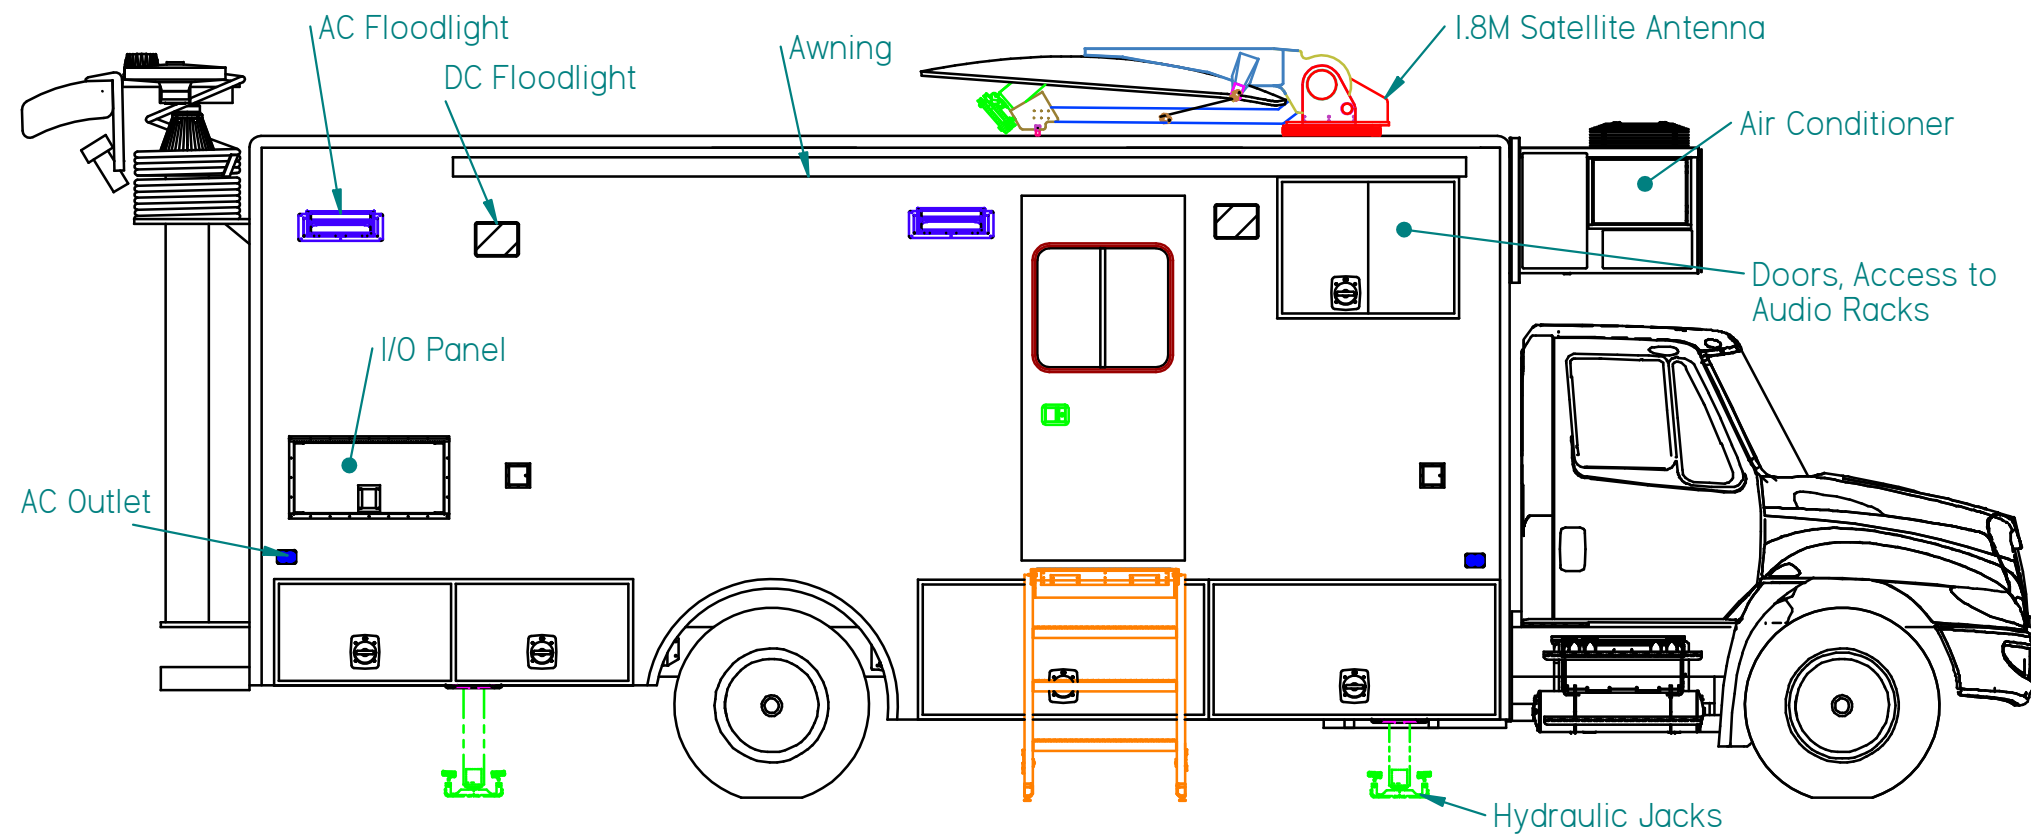 AC Floodlight
DC Floodlight
Awning
1.8M Satellite Antenna
Air Conditioner
Doors, Access to
Audio Racks
I/O Panel
AC Outlet
Hydraulic Jacks